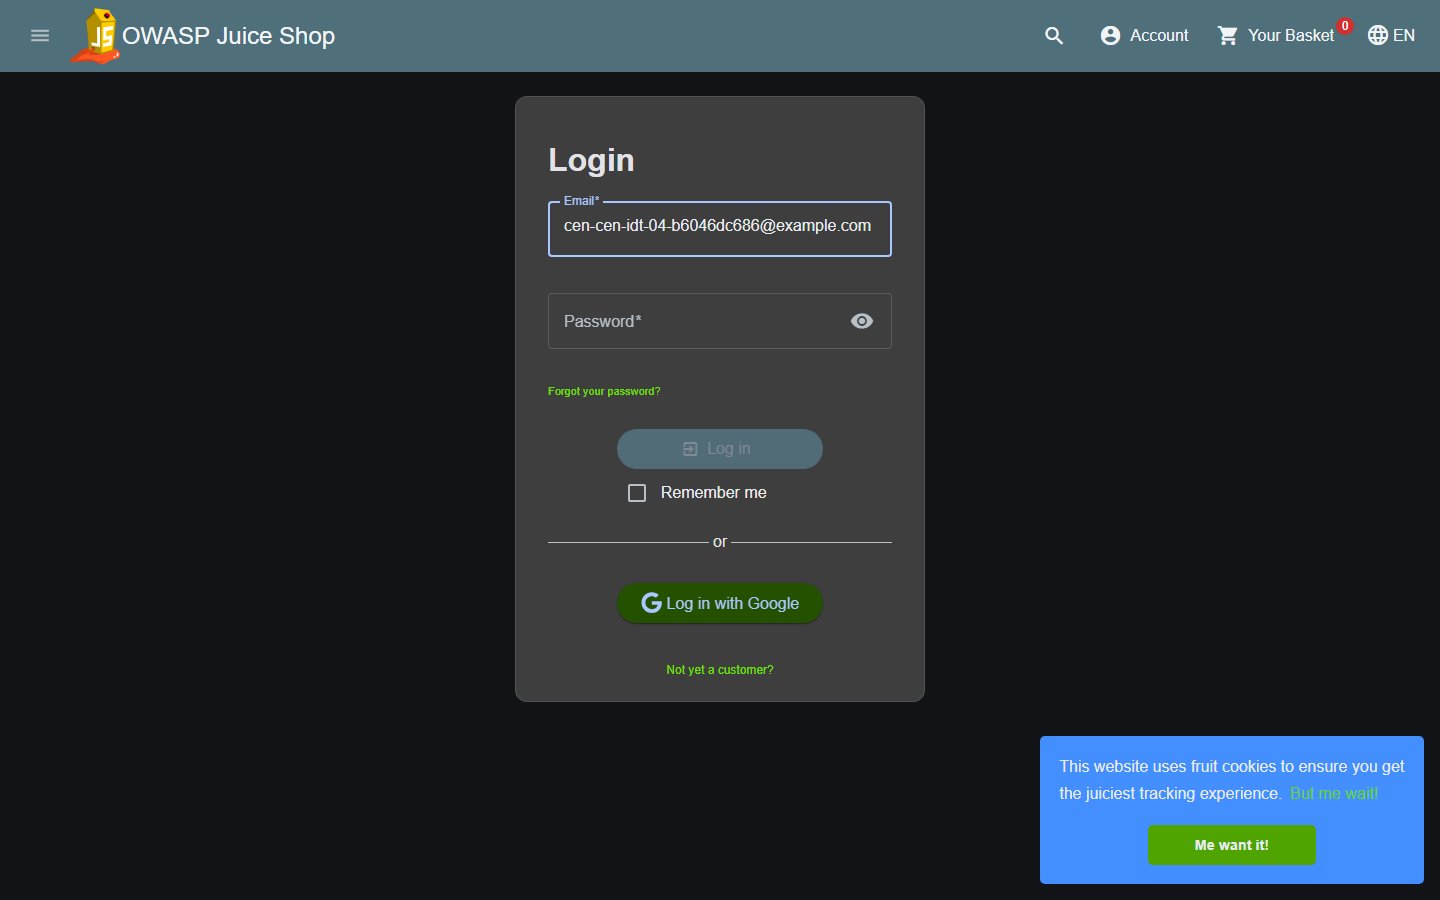 OWASP Juice Shop
Account
Your Basket
0
EN
Login
Email*
cen-cen-idt-04-b6046dc686@example.com
Password*
Forgot your password?
Log in
Remember me
or
Log in with Google
Not yet a customer?
This website uses fruit cookies to ensure you get
the juiciest tracking experience. But me wait!
Me want it!